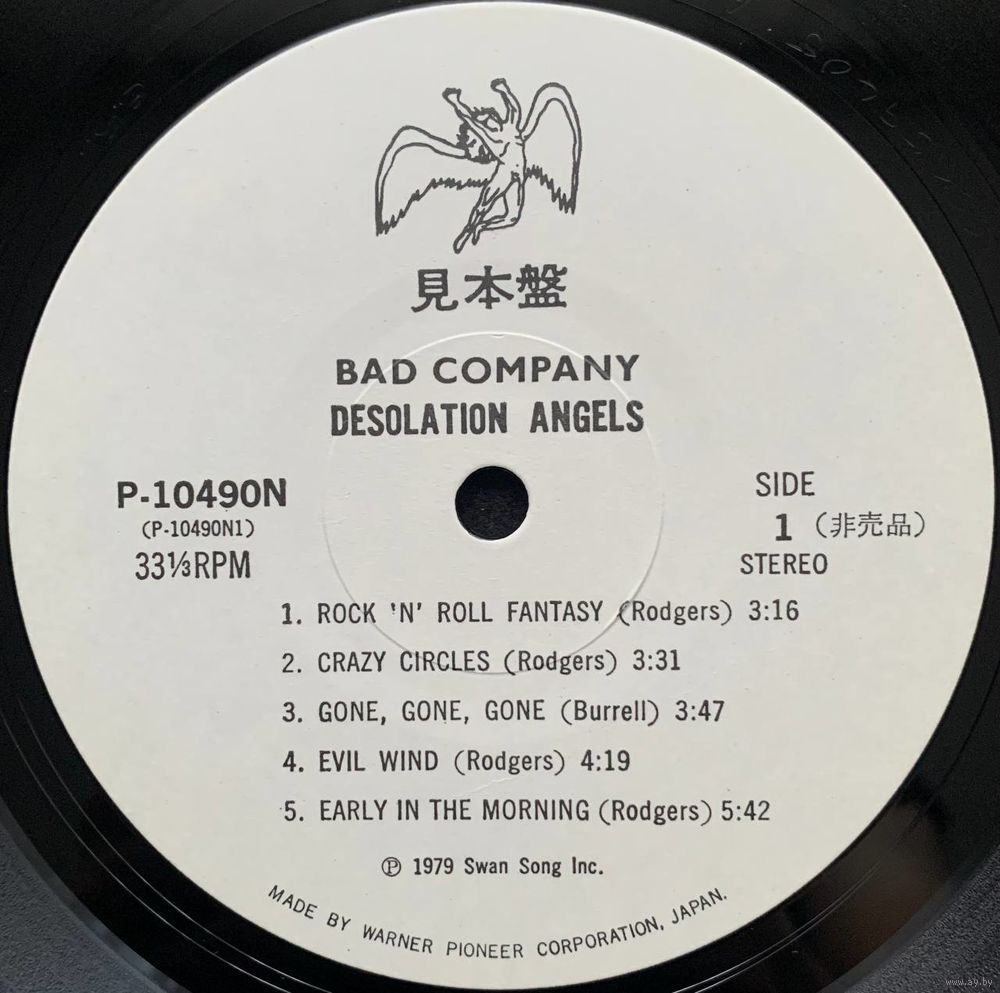 見本盤
BAD COMPANY
DESOLATION ANGELS
P-10490N
(P-10490N1)
33⅓RPM
SIDE
1 (非売品)
STEREO
1. ROCK 'N' ROLL FANTASY (Rodgers) 3:16
2. CRAZY CIRCLES (Rodgers) 3:31
3. GONE, GONE, GONE (Burrell) 3:47
4. EVIL WIND (Rodgers) 4:19
5. EARLY IN THE MORNING (Rodgers) 5:42
Ⓟ 1979 Swan Song Inc.
MADE BY WARNER PIONEER CORPORATION, JAPAN.
www.ay.by